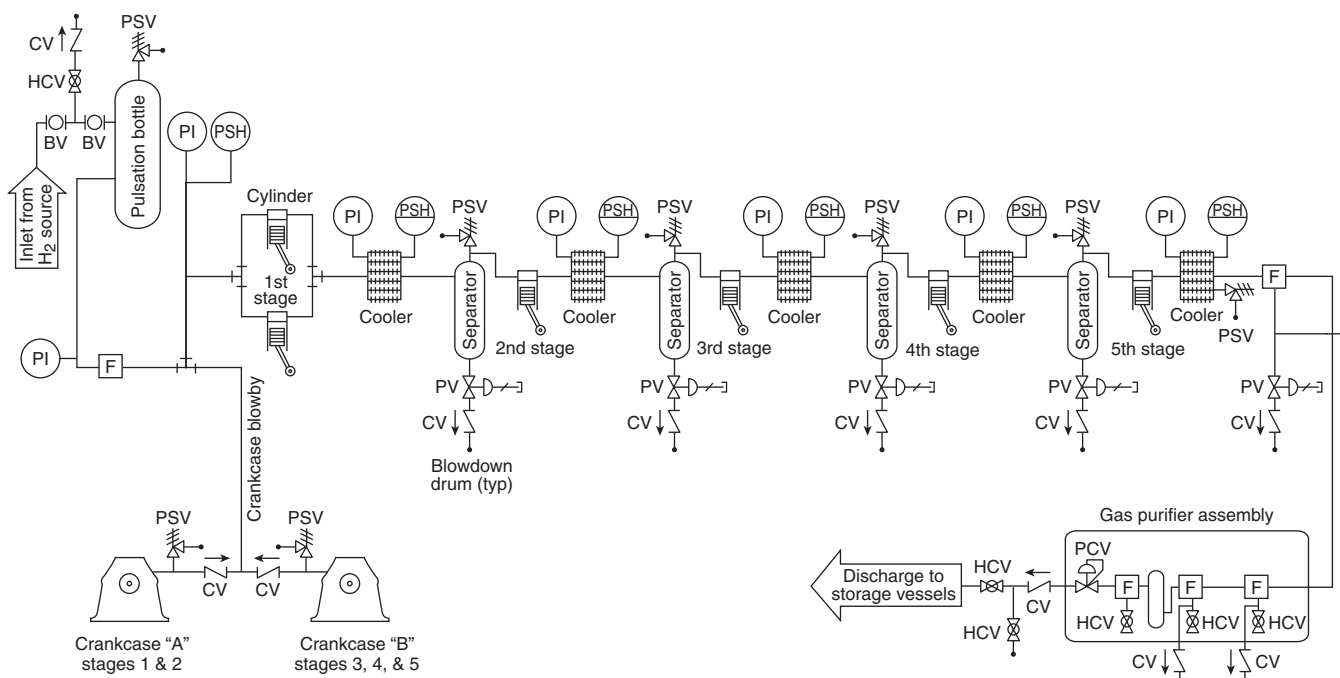 PSV
CV
HCV
BV
BV
Pulsation bottle
Inlet from
H2 source
PI
PSH
Cylinder
1st
stage
PI
PSH
Cooler
PSV
Separator
2nd stage
PI
PSH
Cooler
PSV
Separator
3rd stage
PI
PSH
Cooler
PSV
Separator
4th stage
PI
PSH
Cooler
PSV
Separator
5th stage
PI
PSH
Cooler
PSV
F
PI
F
PV
CV
Blowdown
drum (typ)
PV
CV
PV
CV
PV
CV
PV
CV
Crankcase blowby
PSV
PSV
CV
CV
Crankcase “A”
stages 1 & 2
Crankcase “B”
stages 3, 4, & 5
Gas purifier assembly
Discharge to
storage vessels
HCV
HCV
CV
PCV
F
F
F
HCV
HCV
HCV
CV
CV